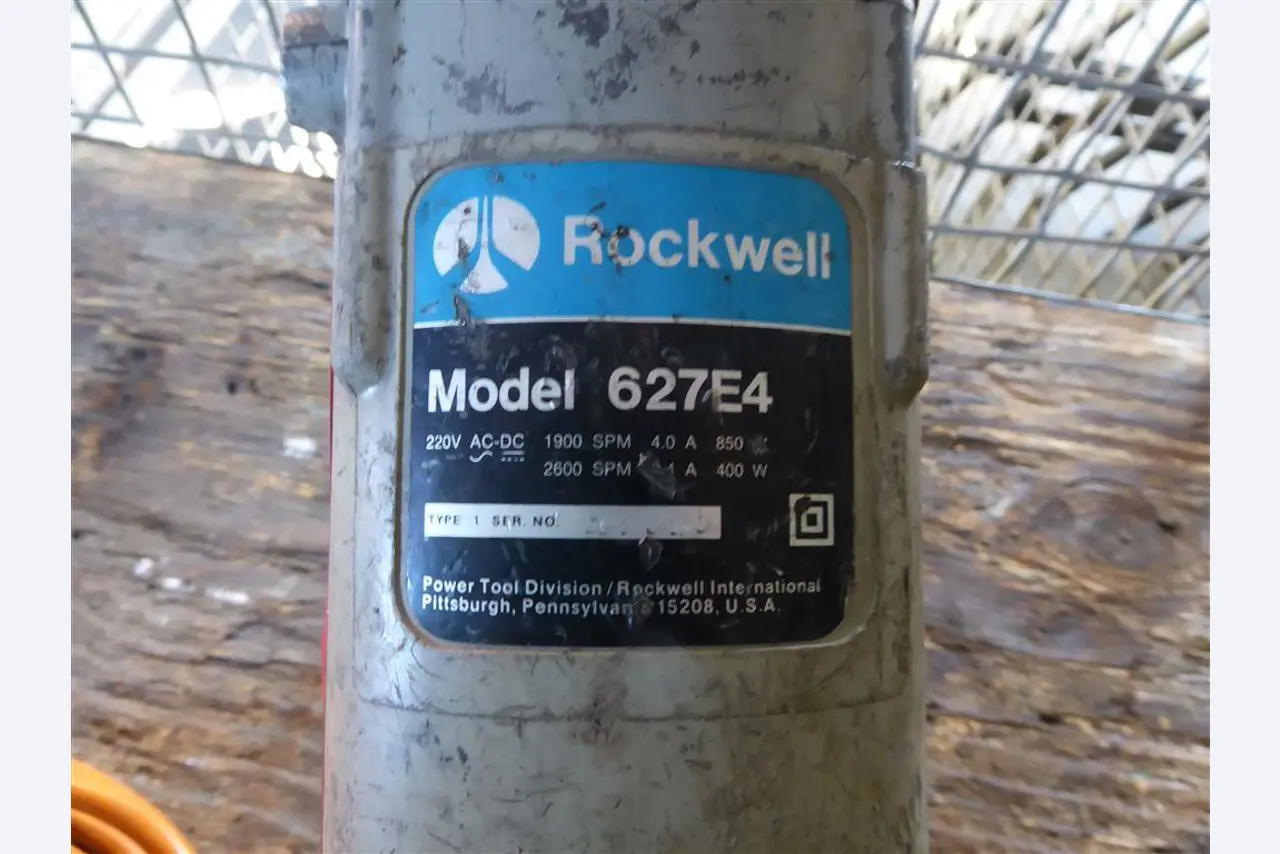 Rockwell
Model 627E4
220V AC-DC 1900 SPM 4.0 A 850
2600 SPM A 400 W
TYPE 1 SER. NO.
Power Tool Division / Rockwell International
Pittsburgh, Pennsylvania 15208, U.S.A.